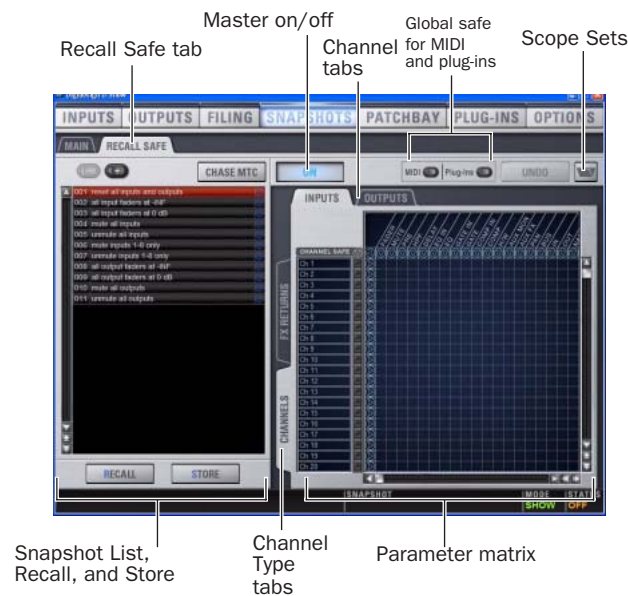 Master on/off
Recall Safe tab
Channel
tabs
Global safe
for MIDI
and plug-ins
Scope Sets
INPUTS OUTPUTS FILING SNAPSHOTS PATCHBAY PLUG-INS OPTIONS
MAIN RECALL SAFE
CHASE MTC
ON
MIDI Plug-Ins UNDO
INPUTS OUTPUTS
001 reset all inputs and outputs
002 all input faders at -INF
003 all input faders at 0 dB
004 mute all inputs
005 unmute all inputs
006 mute inputs 1-8 only
007 unmute inputs 1-8 only
008 all output faders at -INF
009 all output faders at 0 dB
010 mute all outputs
011 unmute all outputs
CHANNEL SAFE
Ch 1
Ch 2
Ch 3
Ch 4
Ch 5
Ch 6
Ch 7
Ch 8
Ch 9
Ch 10
Ch 11
Ch 12
Ch 13
Ch 14
Ch 15
Ch 16
Ch 17
Ch 18
Ch 19
Ch 20
FX RETURNS
CHANNELS
RECALL STORE
SNAPSHOT MODE STATUS
SHOW OFF
Snapshot List,
Recall, and Store
Channel
Type
tabs
Parameter matrix